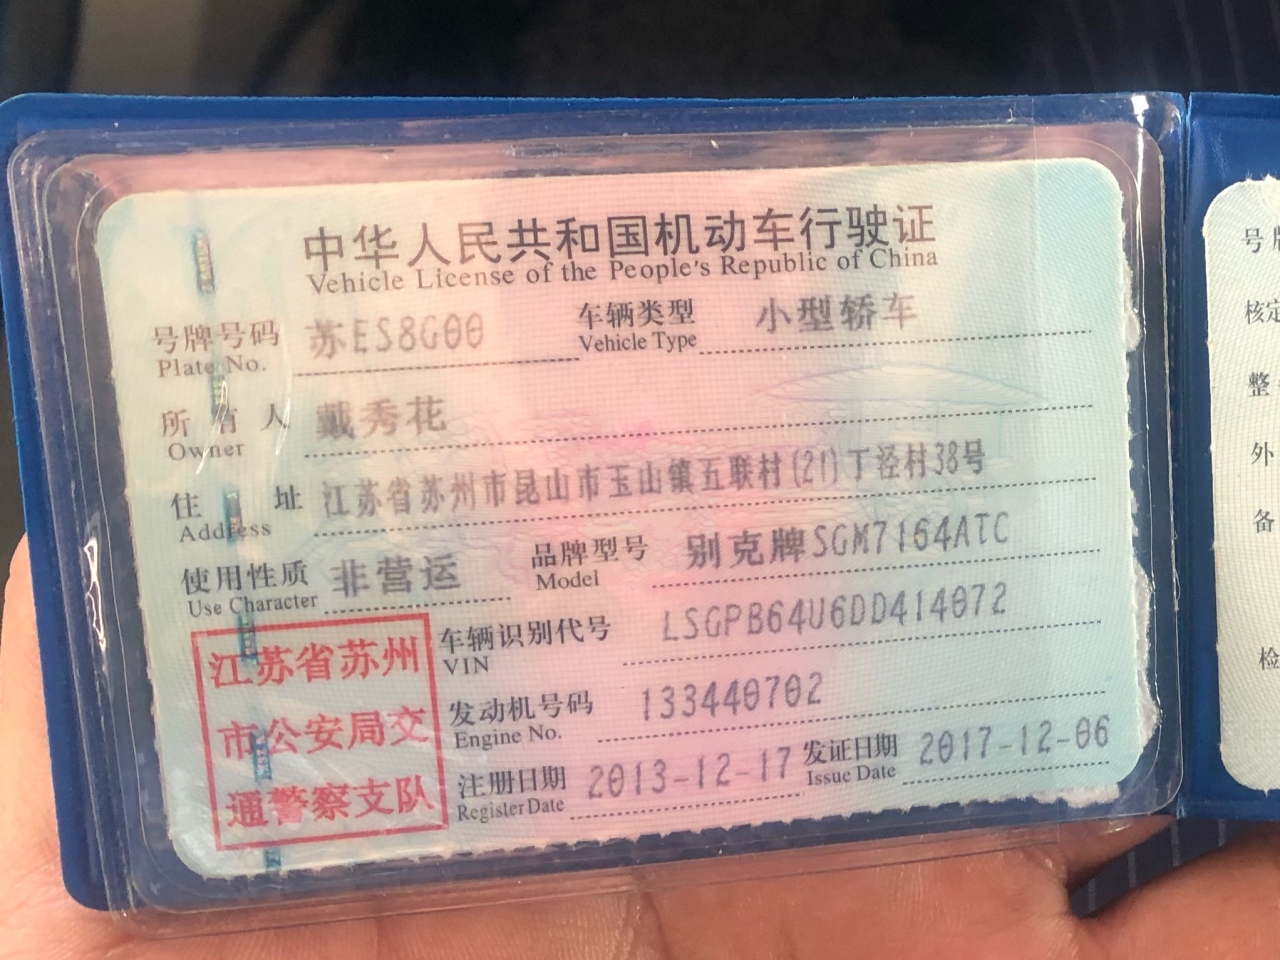 中华人民共和国机动车行驶证
Vehicle License of the People's Republic of China
号牌号码 苏ES8G00 车辆类型 小型轿车
Plate No. Vehicle Type
所有人 戴秀花
Owner
住址 江苏省苏州市昆山市玉山镇五联村(21)丁泾村38号
Address
使用性质 非营运 品牌型号 别克牌SGM7164ATC
Use Character Model
江苏省苏州
市公安局交
通警察支队
车辆识别代号 LSGPB64U6DD414072
VIN
发动机号码 133440702
Engine No.
注册日期 2013-12-17 发证日期 2017-12-06
Register Date Issue Date
号牌
核定
整
外
备
检